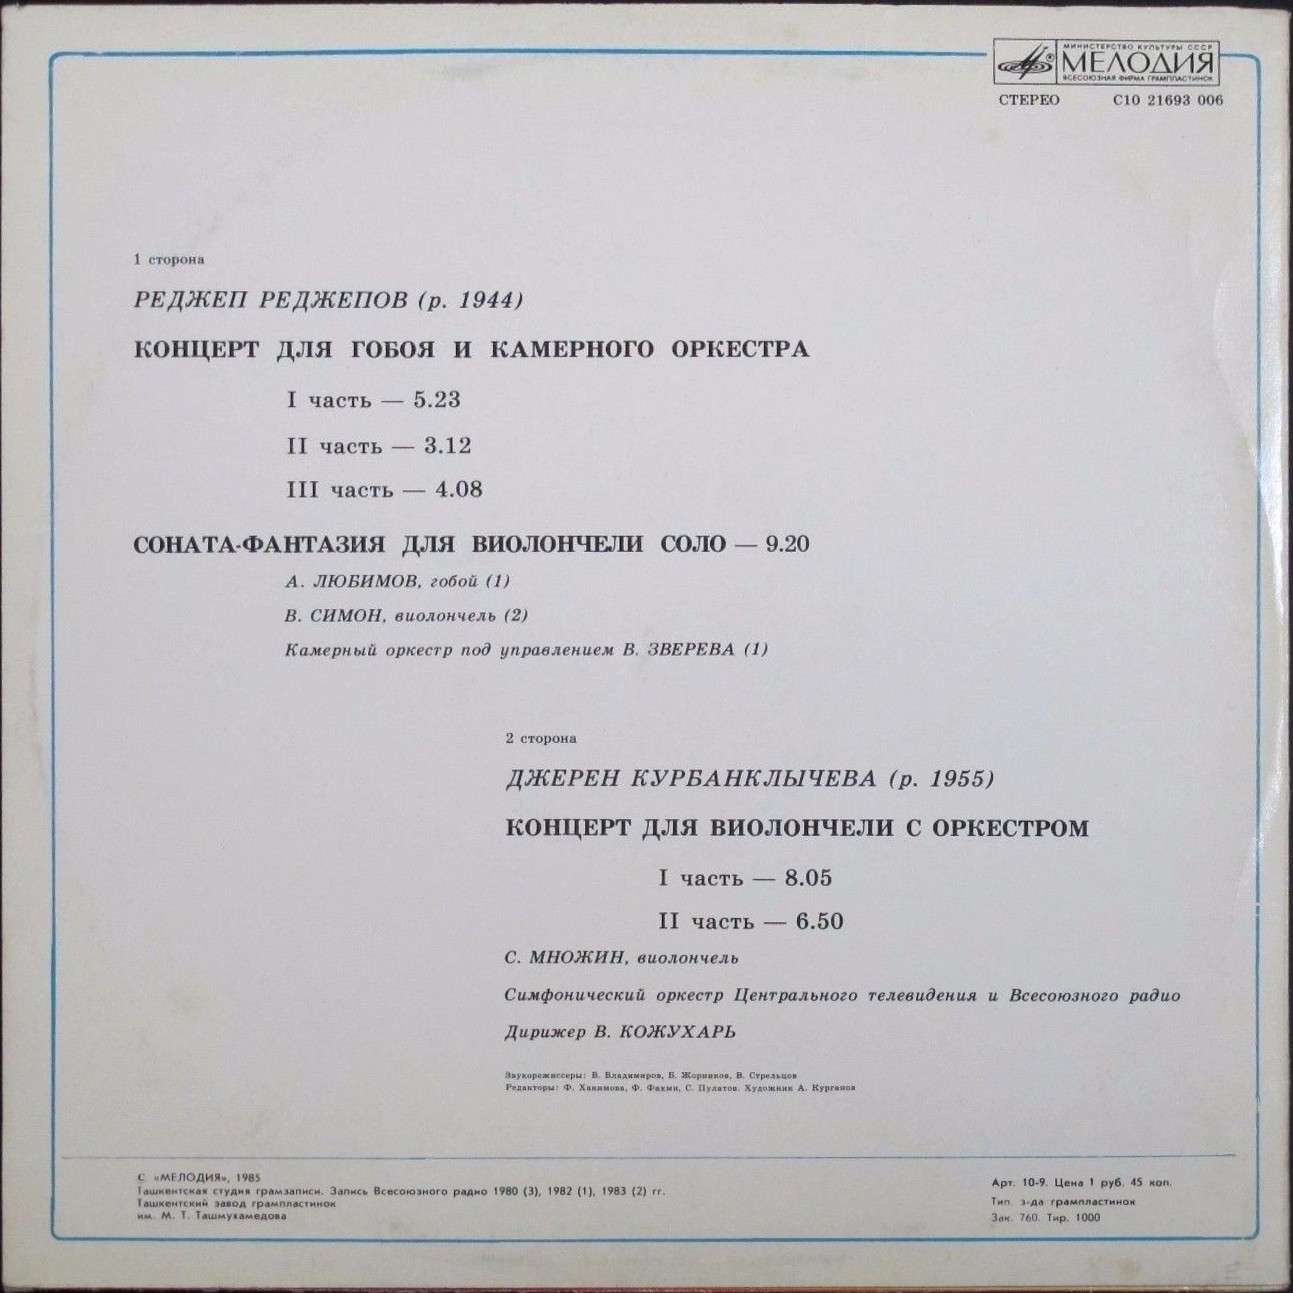 МИНИСТЕРСТВО КУЛЬТУРЫ СССР
МЕЛОДИЯ
ВСЕСОЮЗНАЯ ФИРМА ГРАМПЛАСТИНОК
СТЕРЕО С10 21693 006
1 сторона
РЕДЖЕП РЕДЖЕПОВ (р. 1944)
КОНЦЕРТ ДЛЯ ГОБОЯ И КАМЕРНОГО ОРКЕСТРА
I часть — 5.23
II часть — 3.12
III часть — 4.08
СОНАТА-ФАНТАЗИЯ ДЛЯ ВИОЛОНЧЕЛИ СОЛО — 9.20
А. ЛЮБИМОВ, гобой (1)
В. СИМОН, виолончель (2)
Камерный оркестр под управлением В. ЗВЕРЕВА (1)
2 сторона
ДЖЕРЕН КУРБАНКЛЫЧЕВА (р. 1955)
КОНЦЕРТ ДЛЯ ВИОЛОНЧЕЛИ С ОРКЕСТРОМ
I часть — 8.05
II часть — 6.50
С. МНОЖИН, виолончель
Симфонический оркестр Центрального телевидения и Всесоюзного радио
Дирижер В. КОЖУХАРЬ
Звукорежиссеры: В. Владимиров, Б. Жорников, В. Стрельцов
Редакторы: Ф. Хакимова, Ф. Фахми, С. Пулатов. Художник А. Курганов
С «МЕЛОДИЯ», 1985
Ташкентская студия грамзаписи. Запись Всесоюзного радио 1980 (3), 1982 (1), 1983 (2) гг.
Ташкентский завод грампластинок
им. М. Т. Ташмухамедова
Арт. 10-9. Цена 1 руб. 45 коп.
Тип. з-да грампластинок
Зак. 760. Тир. 1000